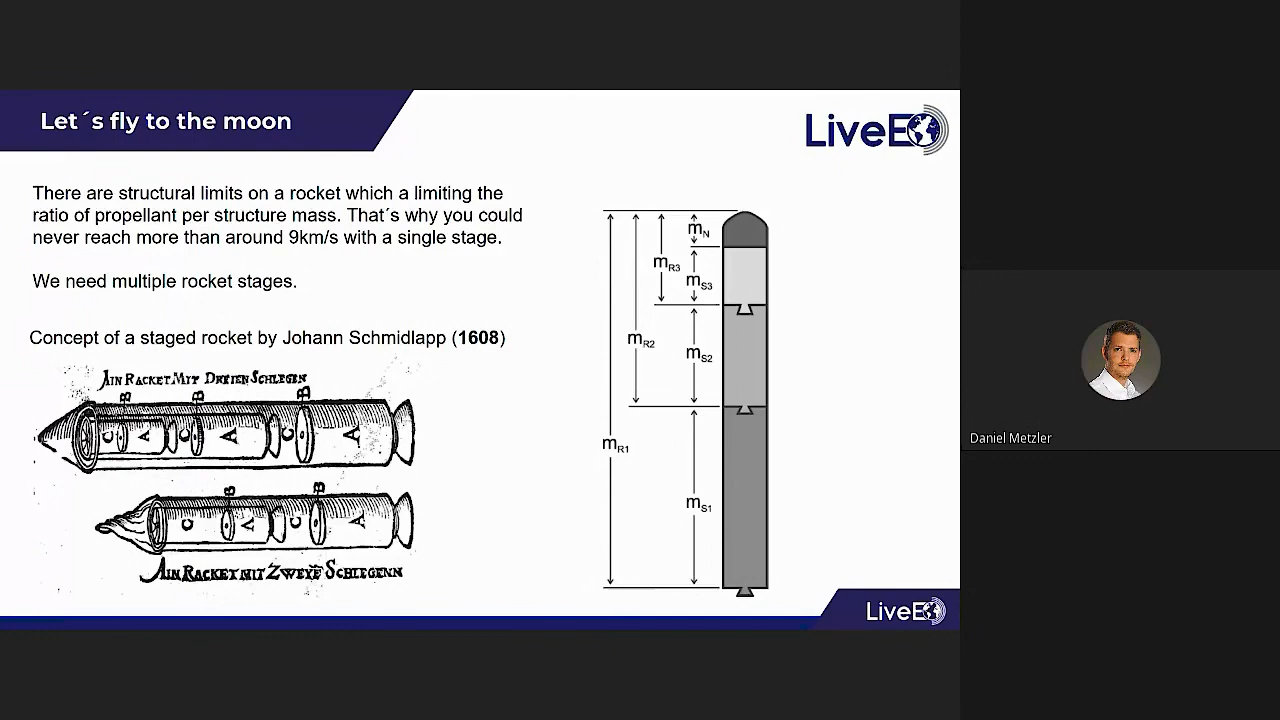 Let´s fly to the moon
LiveEO
There are structural limits on a rocket which a limiting the
ratio of propellant per structure mass. That´s why you could
never reach more than around 9km/s with a single stage.
We need multiple rocket stages.
Concept of a staged rocket by Johann Schmidlapp (1608)
AIN RACKET MIT DREIEN SCHLEGEN
B B B
C A C A C A
B B
C A C A
AIN RACKET MIT ZWEYE SCHLEGENN
mN
mR3
mS3
mR2
mS2
mR1
mS1
LiveEO
Daniel Metzler